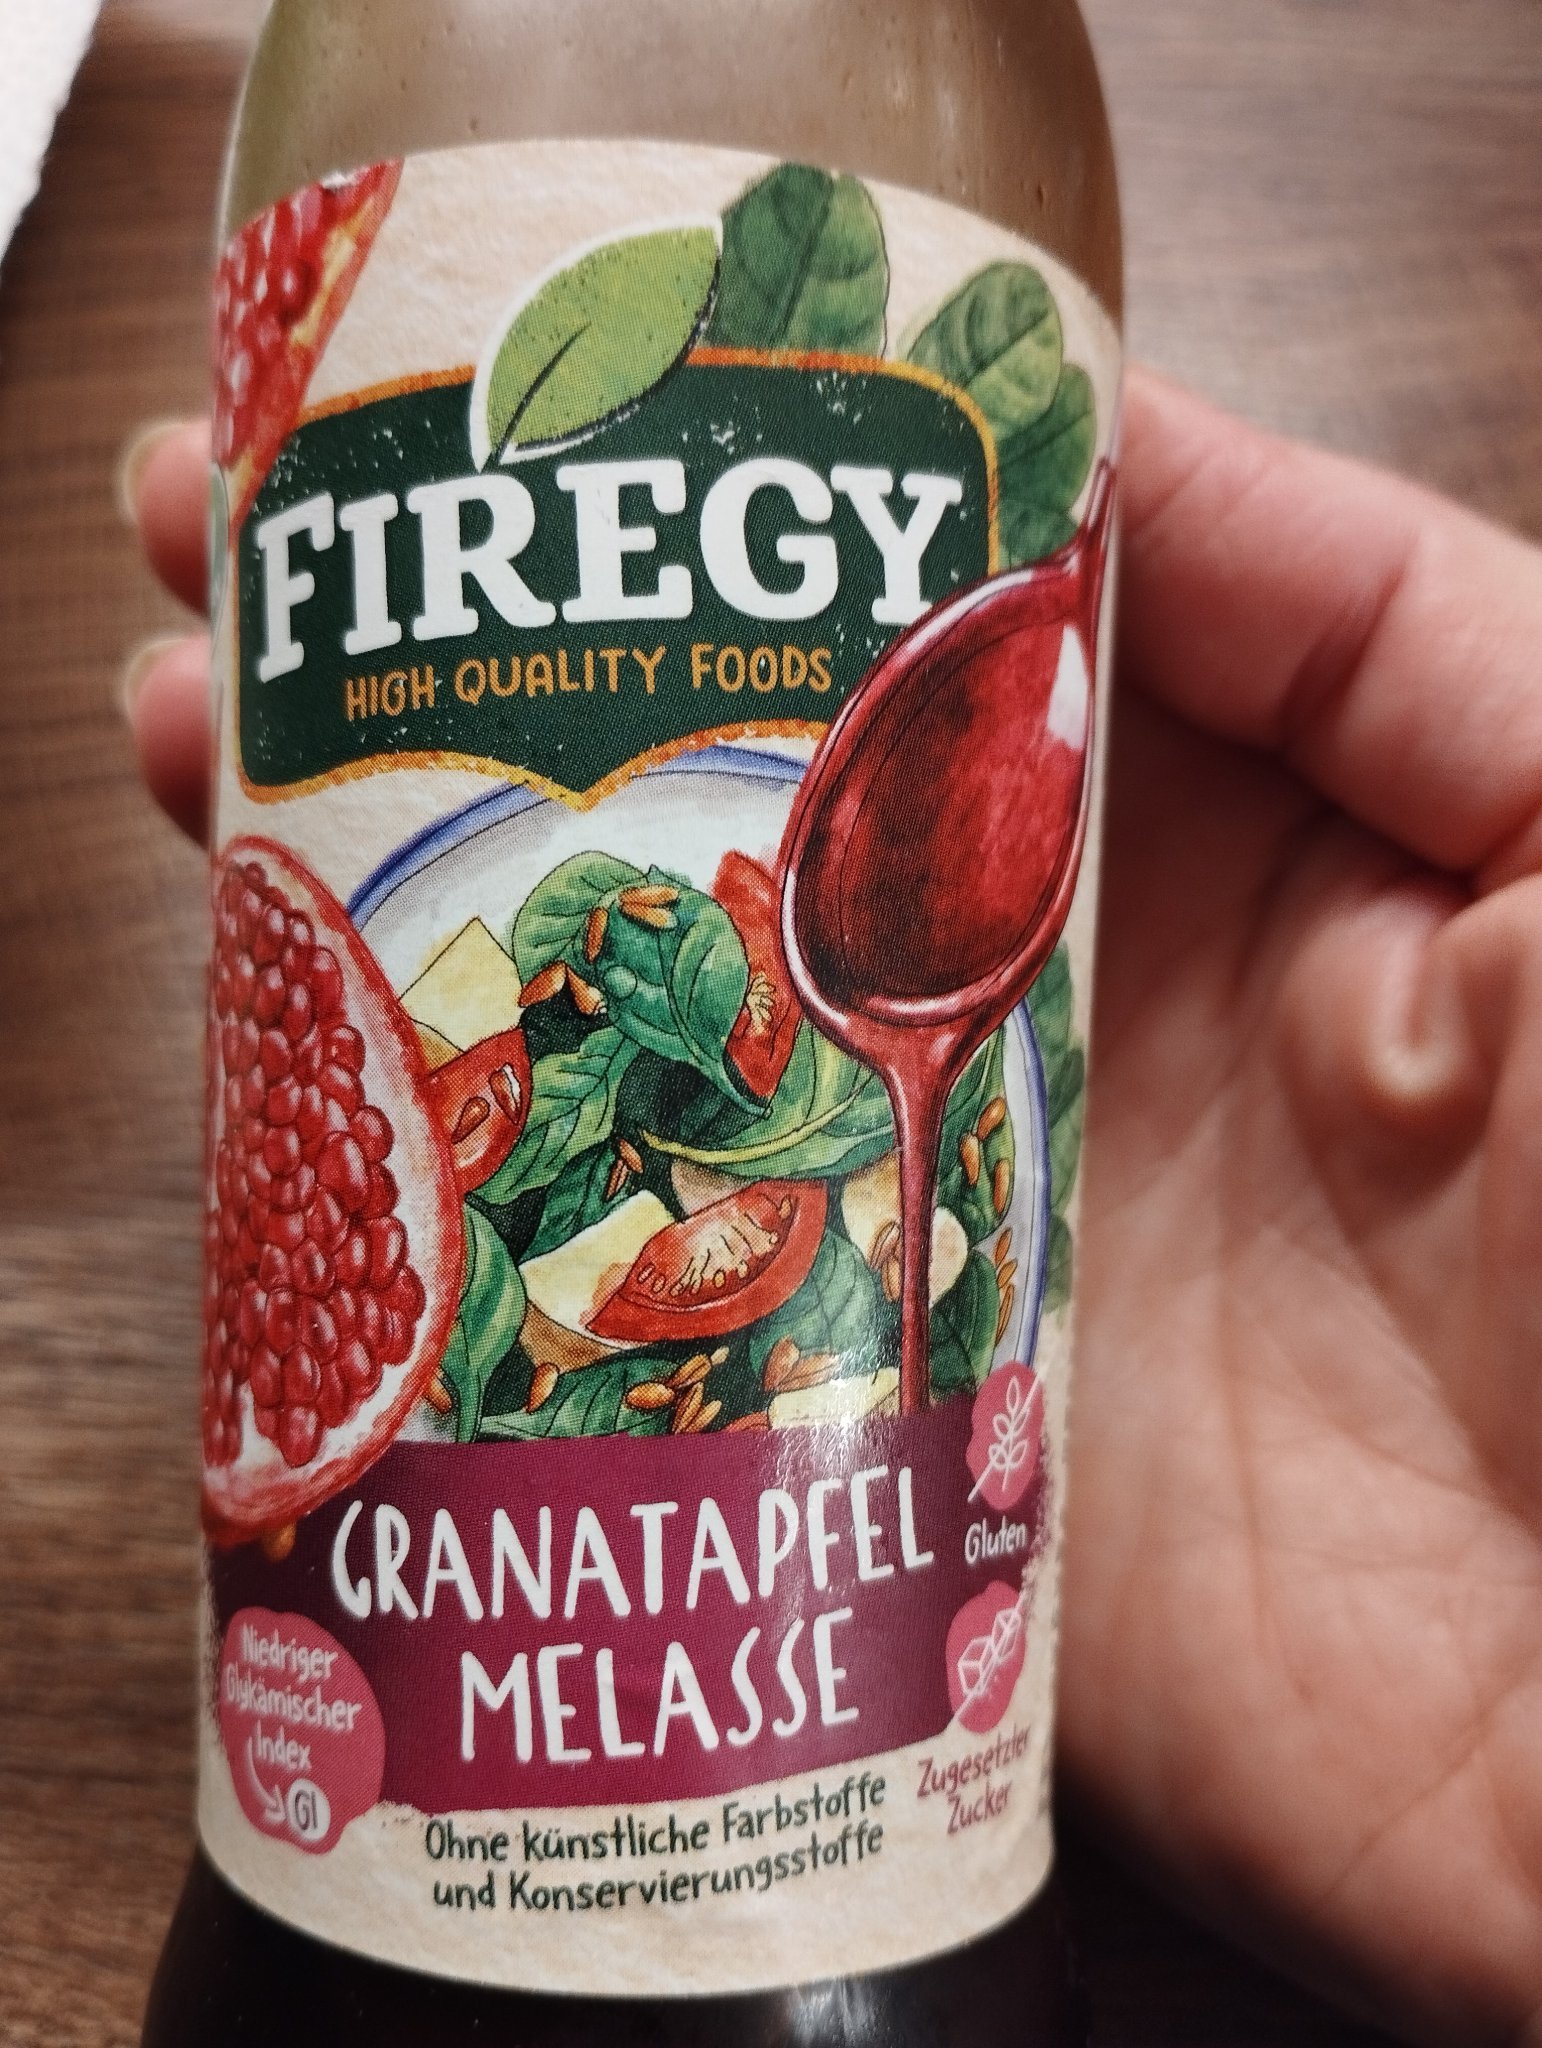 FIREGY
HIGH QUALITY FOODS
GRANATAPFEL
MELASSE
Gluten
Niedriger
Glykämischer
Index
GI
Zugesetzter
Zucker
Ohne künstliche Farbstoffe
und Konservierungsstoffe